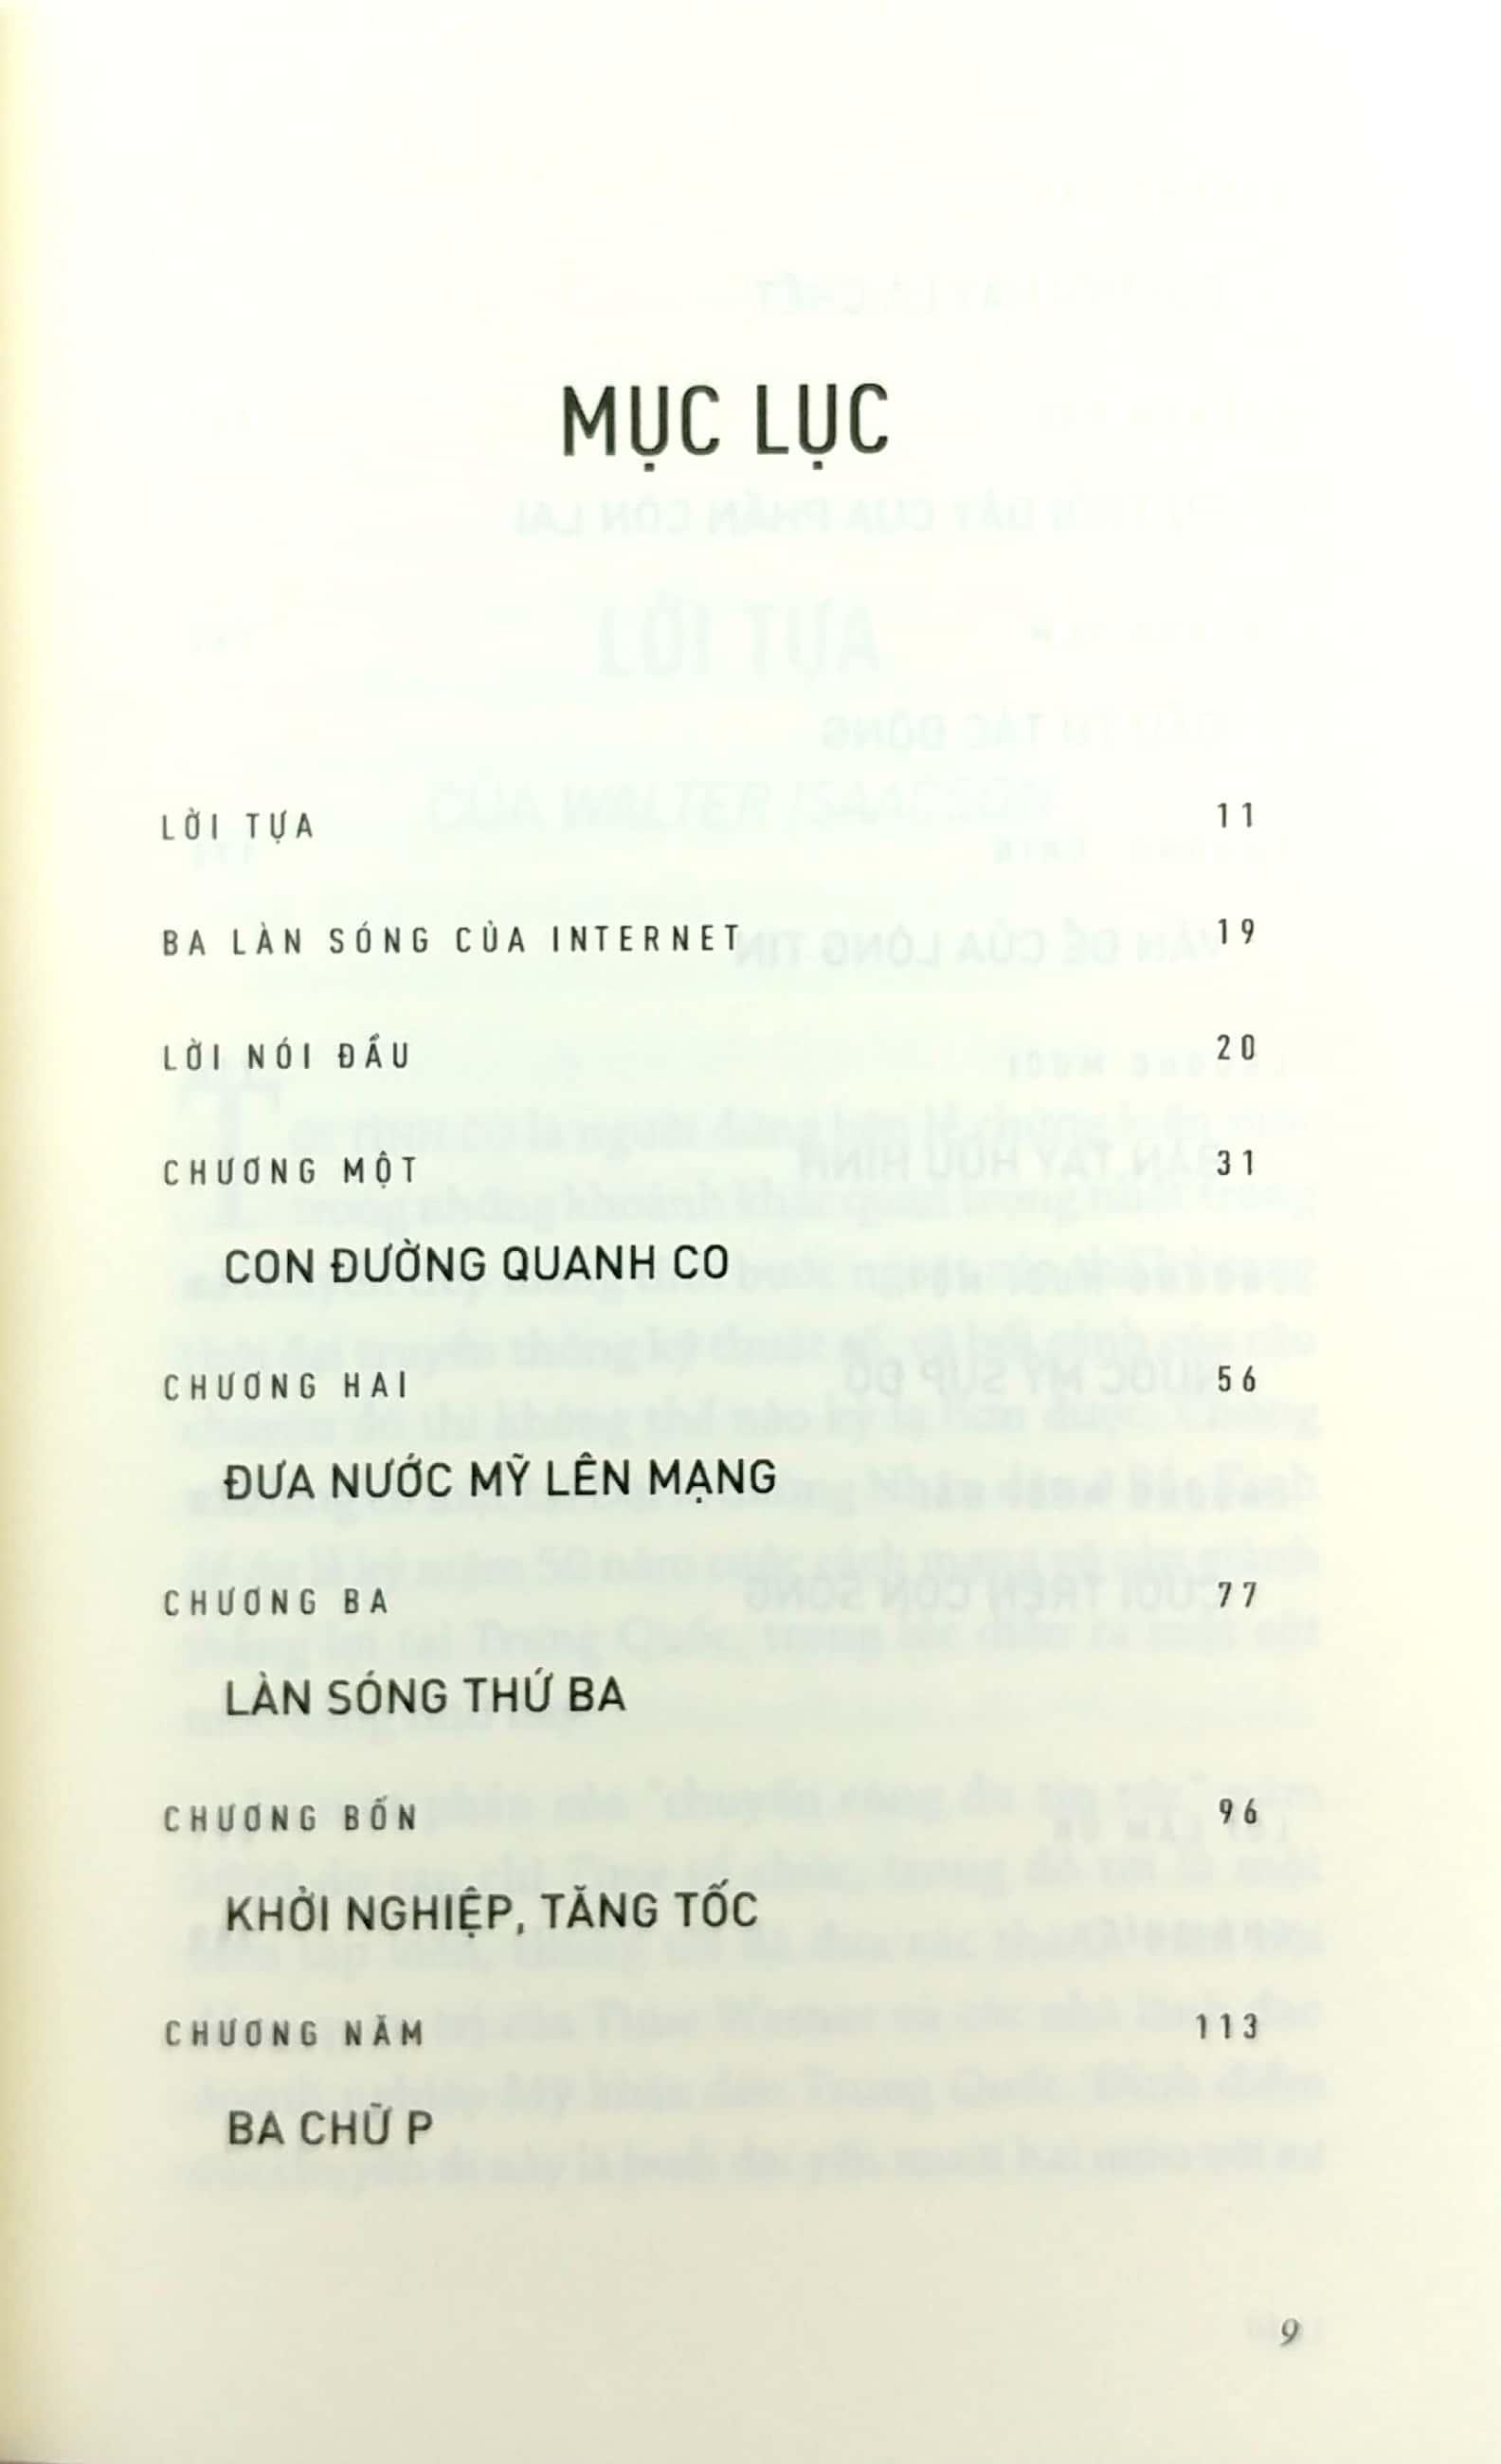 MỤC LỤC
LỜI TỰA 11
BA LÀN SÓNG CỦA INTERNET 19
LỜI NÓI ĐẦU 20
CHƯƠNG MỘT 31
CON ĐƯỜNG QUANH CO
CHƯƠNG HAI 56
ĐƯA NƯỚC MỸ LÊN MẠNG
CHƯƠNG BA 77
LÀN SÓNG THỨ BA
CHƯƠNG BỐN 96
KHỞI NGHIỆP, TĂNG TỐC
CHƯƠNG NĂM 113
BA CHỮ P
9